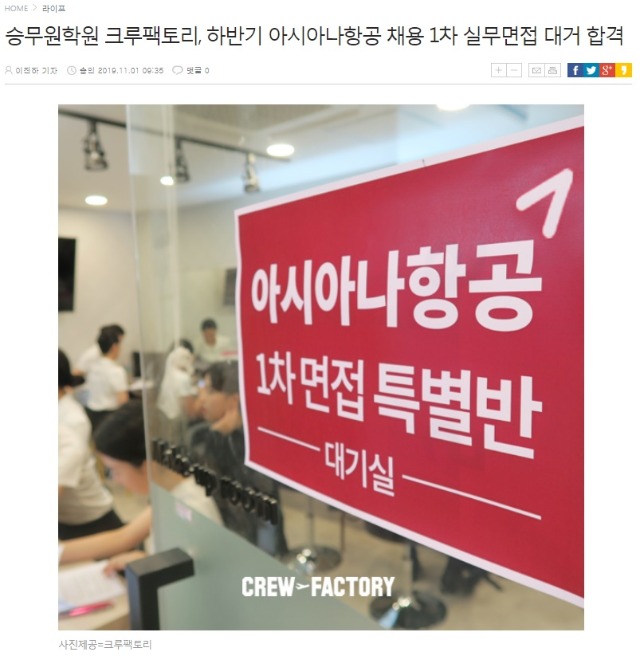 HOME > 라이프
승무원학원 크루팩토리, 하반기 아시아나항공 채용 1차 실무면접 대거 합격
이진하 기자 승인 2019.11.01 09:35 댓글 0
아시아나항공
1차 면접 특별반
대기실
Make-up room
CREW FACTORY
사진제공=크루팩토리